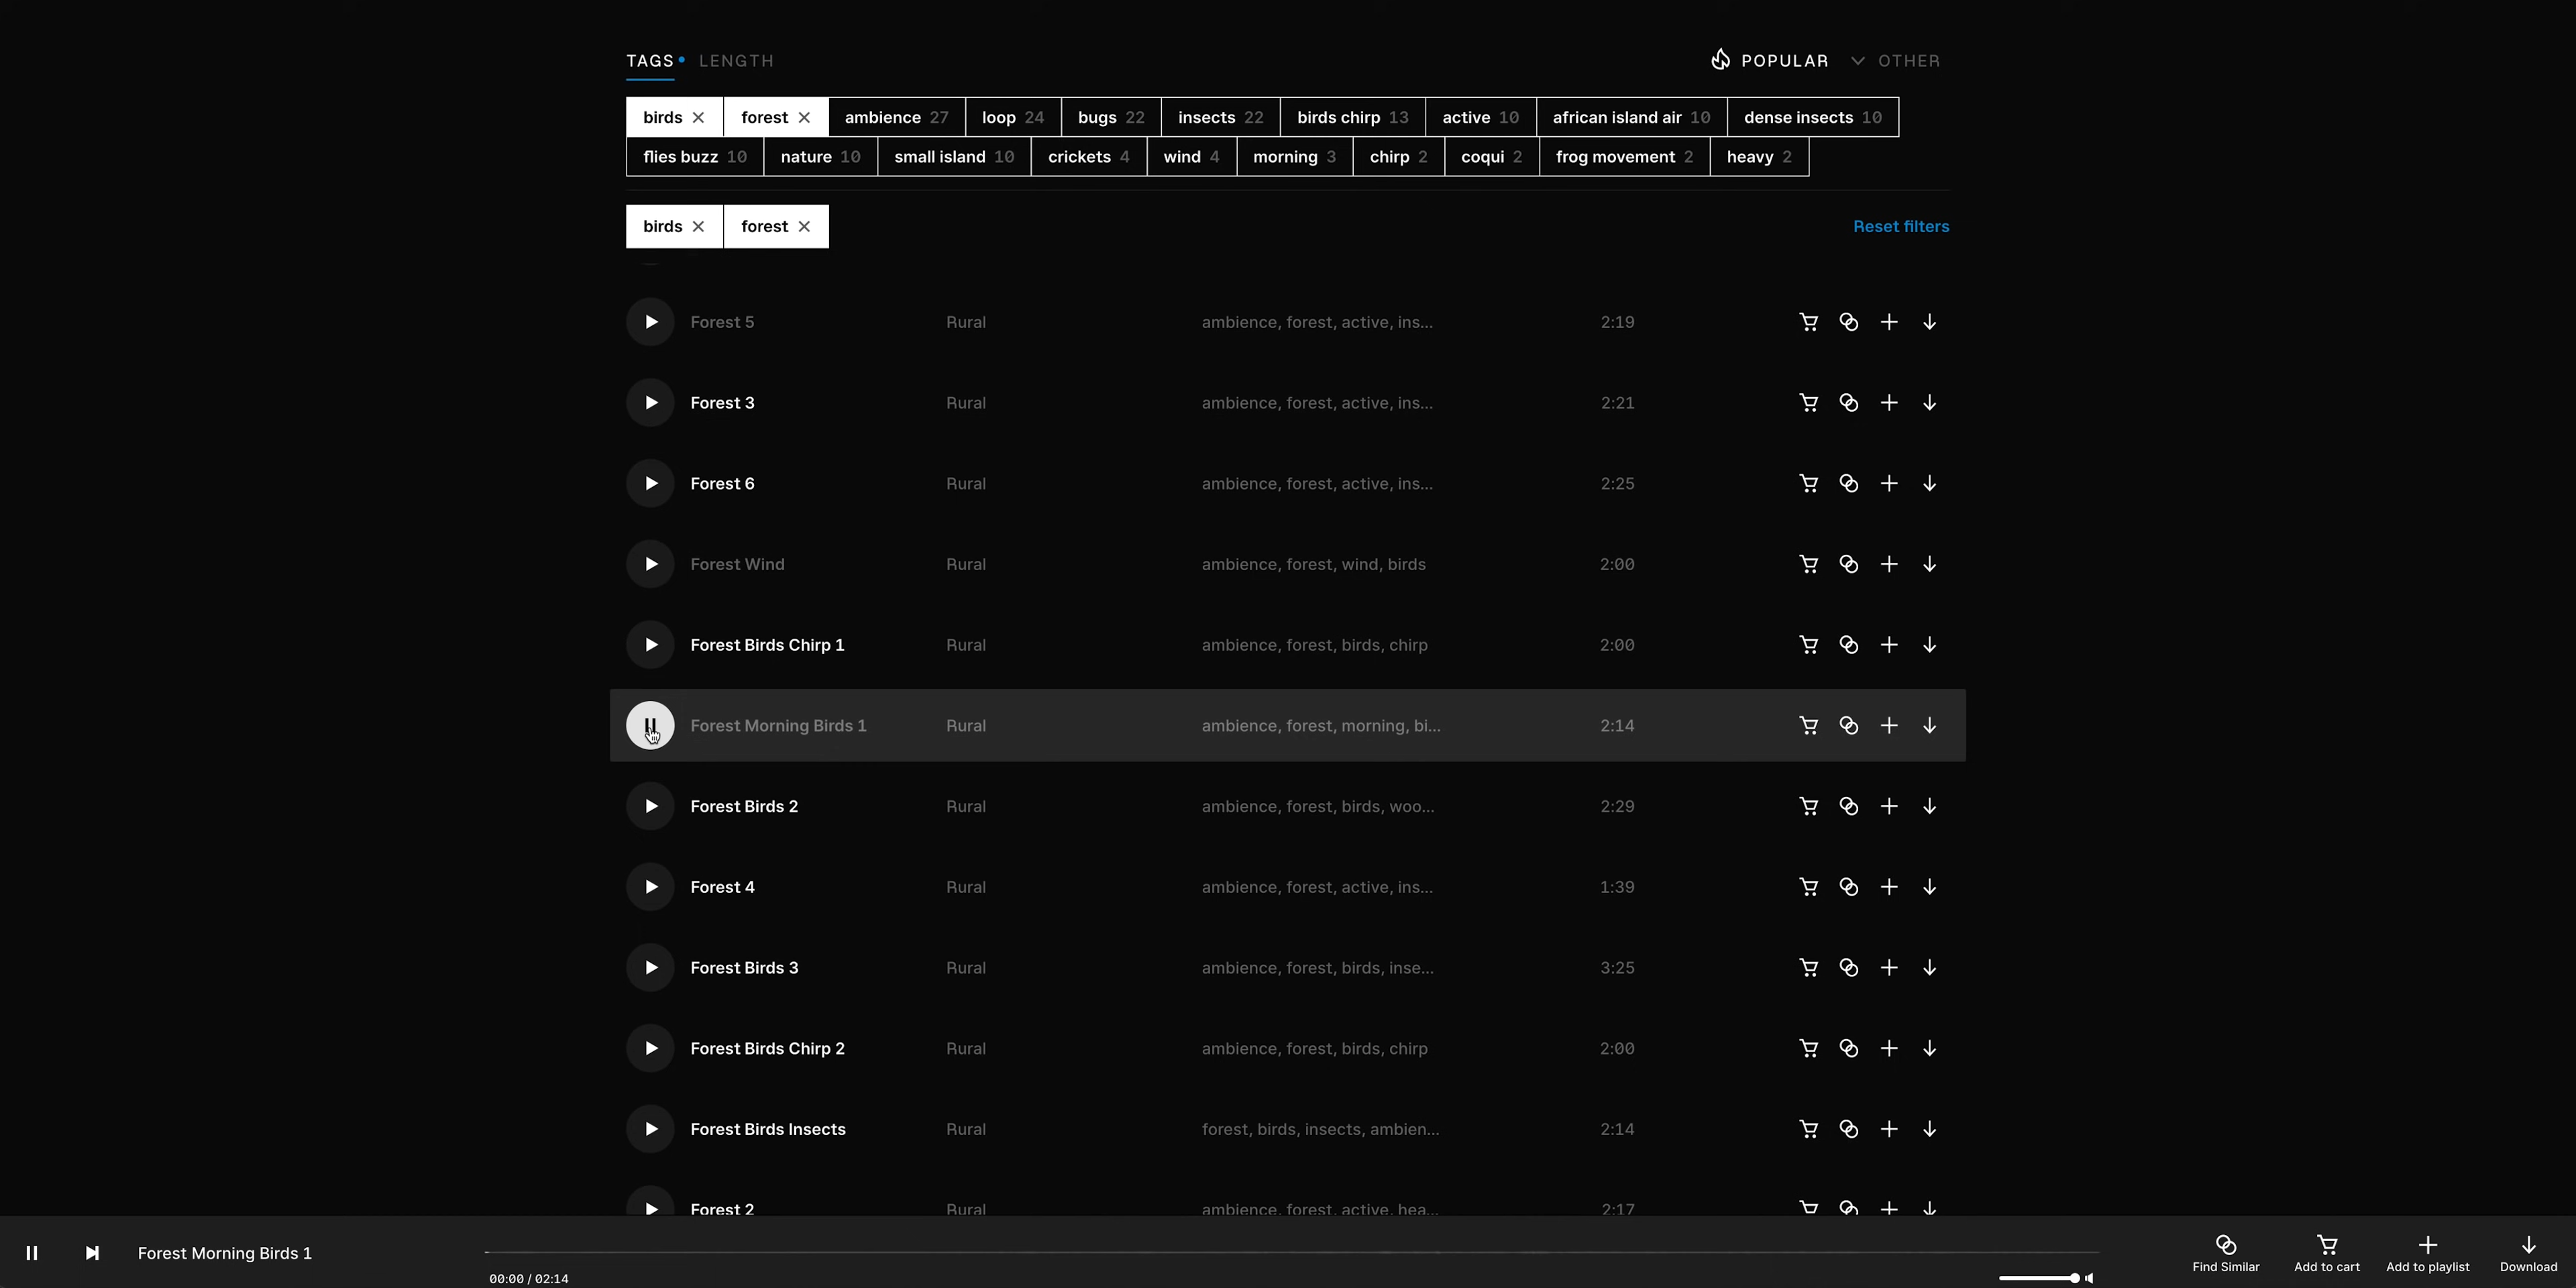 TAGS LENGTH POPULAR OTHER
birds forest ambience 27 loop 24 bugs 22 insects 22 birds chirp 13 active 10 african island air 10 dense insects 10
flies buzz 10 nature 10 small island 10 crickets 4 wind 4 morning 3 chirp 2 coqui 2 frog movement 2 heavy 2
birds forest Reset filters
Forest 5 Rural ambience, forest, active, ins... 2:19
Forest 3 Rural ambience, forest, active, ins... 2:21
Forest 6 Rural ambience, forest, active, ins... 2:25
Forest Wind Rural ambience, forest, wind, birds 2:00
Forest Birds Chirp 1 Rural ambience, forest, birds, chirp 2:00
Forest Morning Birds 1 Rural ambience, forest, morning, bi... 2:14
Forest Birds 2 Rural ambience, forest, birds, woo... 2:29
Forest 4 Rural ambience, forest, active, ins... 1:39
Forest Birds 3 Rural ambience, forest, birds, inse... 3:25
Forest Birds Chirp 2 Rural ambience, forest, birds, chirp 2:00
Forest Birds Insects Rural forest, birds, insects, ambien... 2:14
Forest 2 Rural ambience, forest, active, hea... 2:17
Forest Morning Birds 1
00:00 / 02:14
Find Similar Add to cart Add to playlist Download